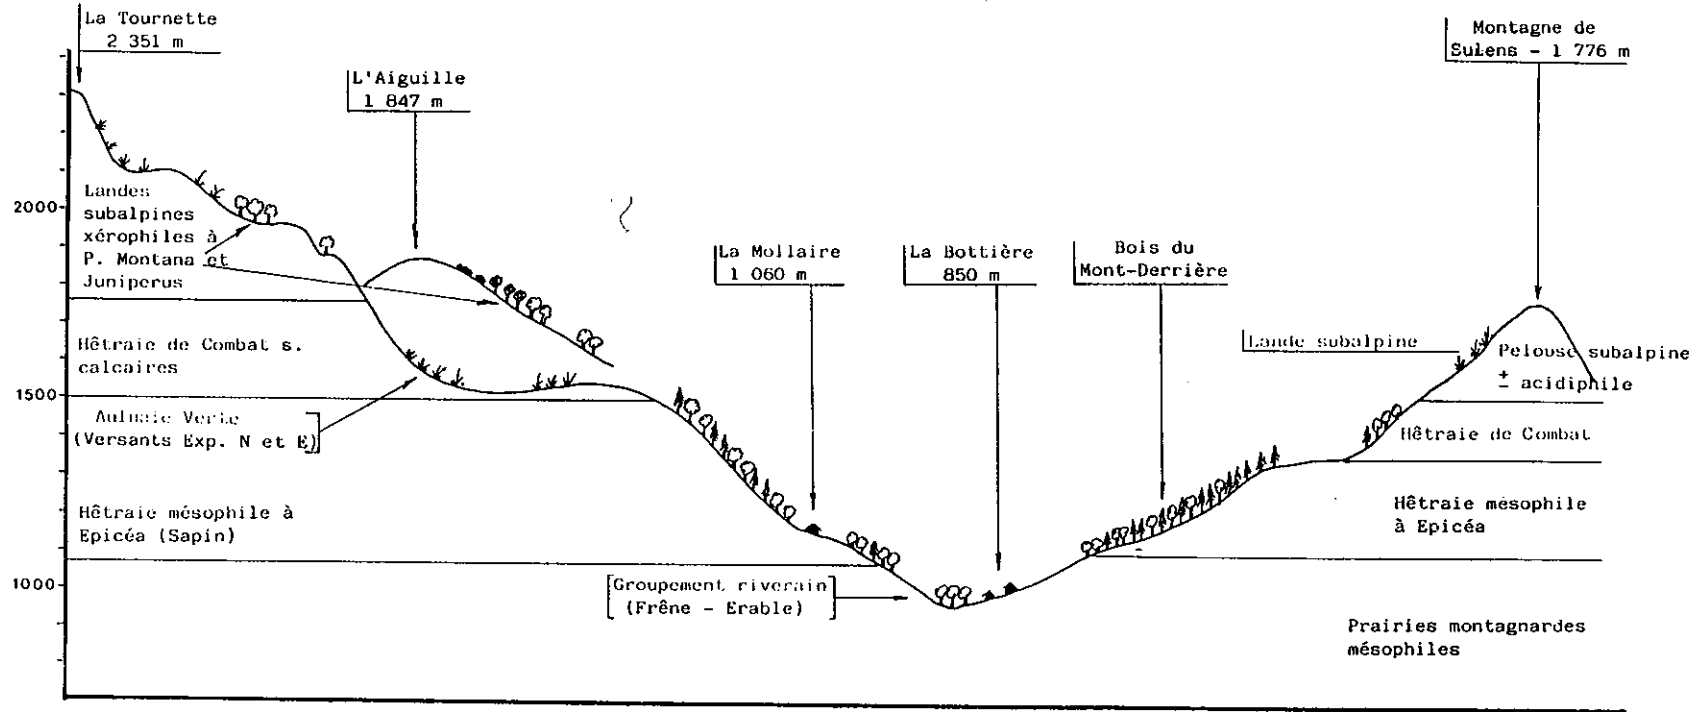 La Tournette
2 351 m
L'Aiguille
1 847 m
Montagne de
Sulens - 1 776 m
La Mollaire
1 060 m
La Bottière
850 m
Bois du
Mont-Derrière
2000
1500
1000
Landes
subalpines
xérophiles à
P. Montana et
Juniperus
Hêtraie de Combat s.
calcaires
Aulnaie Verte
(Versants Exp. N et E)
Hêtraie mésophile à
Epicéa (Sapin)
Groupement riverain
(Frêne - Erable)
Lande subalpine
Pelouse subalpine
± acidiphile
Hêtraie de Combat
Hêtraie mésophile
à Epicéa
Prairies montagnardes
mésophiles